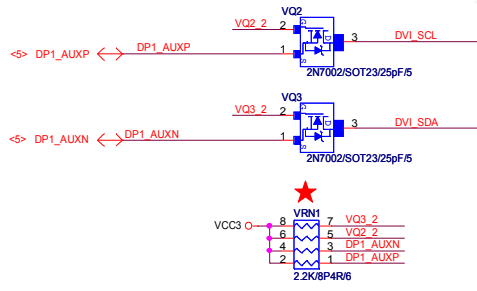 VQ2
VQ2_2 2 G D 3 DVI_SCL
<5> DP1_AUXP DP1_AUXP 1 S
2N7002/SOT23/25pF/5
VQ3
VQ3_2 2 G D 3 DVI_SDA
<5> DP1_AUXN DP1_AUXN 1 S
2N7002/SOT23/25pF/5
VRN1
VCC3 8 7 VQ3_2
6 5 VQ2_2
4 3 DP1_AUXN
2 1 DP1_AUXP
2.2K/8P4R/6